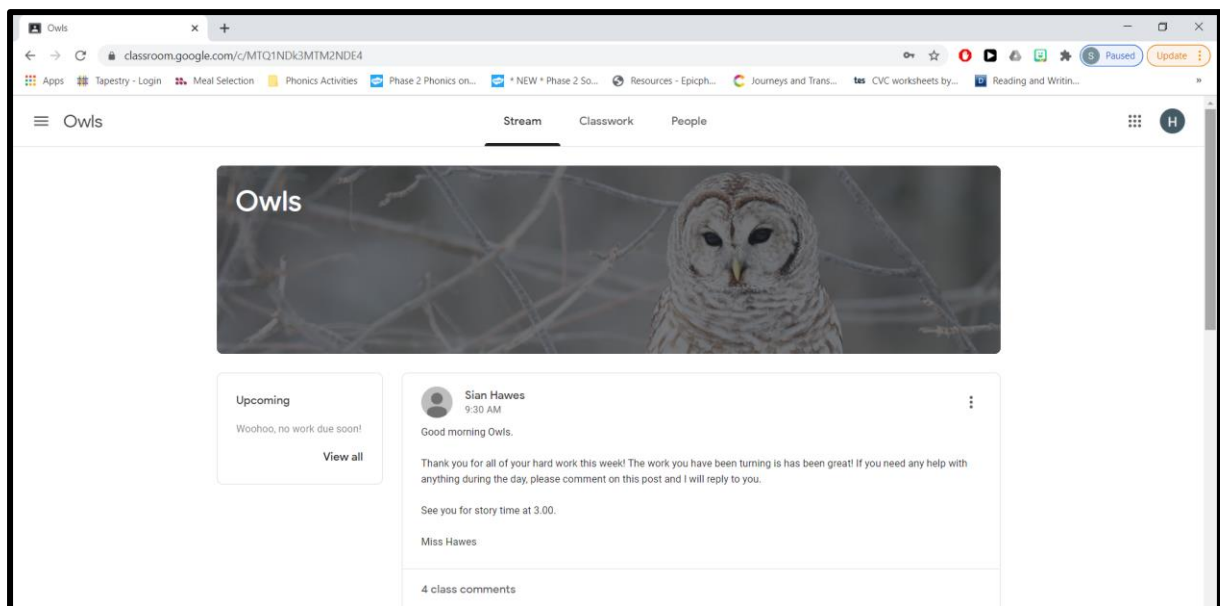 Owls
classroom.google.com/c/MTQ1NDk3MTM2NDE4
S Paused Update
Apps Tapestry - Login Meal Selection Phonics Activities Phase 2 Phonics on... * NEW * Phase 2 So... Resources - Epicph... Journeys and Trans... tes CVC worksheets by... Reading and Writin... »
Owls Stream Classwork People H
Owls
Upcoming
Woohoo, no work due soon!
View all
Sian Hawes
9:30 AM
Good morning Owls.
Thank you for all of your hard work this week! The work you have been turning is has been great! If you need any help with
anything during the day, please comment on this post and I will reply to you.
See you for story time at 3.00.
Miss Hawes
4 class comments